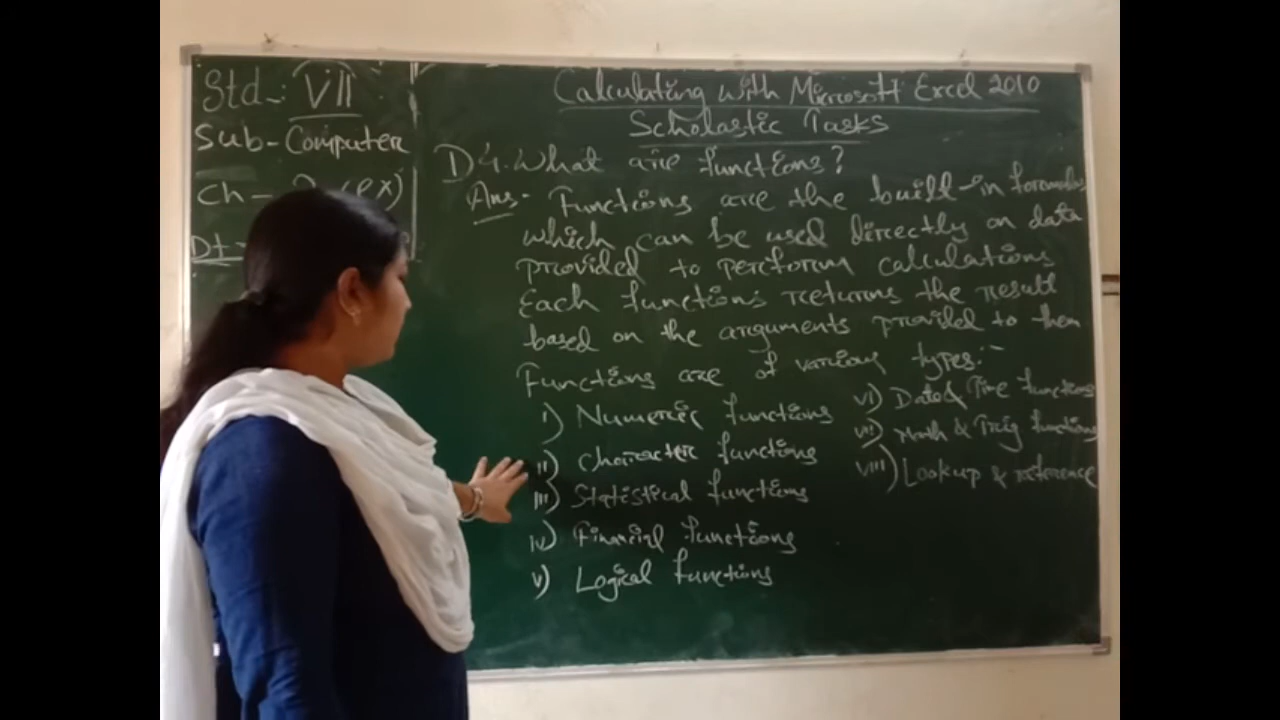 Std-: VII
Sub- Computer
Ch - (ex)
Dt -
Calculating with Microsoft Excel 2010
Scholastic Tasks
D 4. What are functions?
Ans- Functions are the built-in formulas
which can be used directly on data
provided to perform calculations
Each functions returns the result
based on the arguments provided to them
Functions are of various types:-
i) Numeric functions
ii) Character functions
iii) Statistical functions
iv) Financial functions
v) Logical functions
vi) Date & Time functions
vii) Math & Trig functions
viii) Lookup & reference